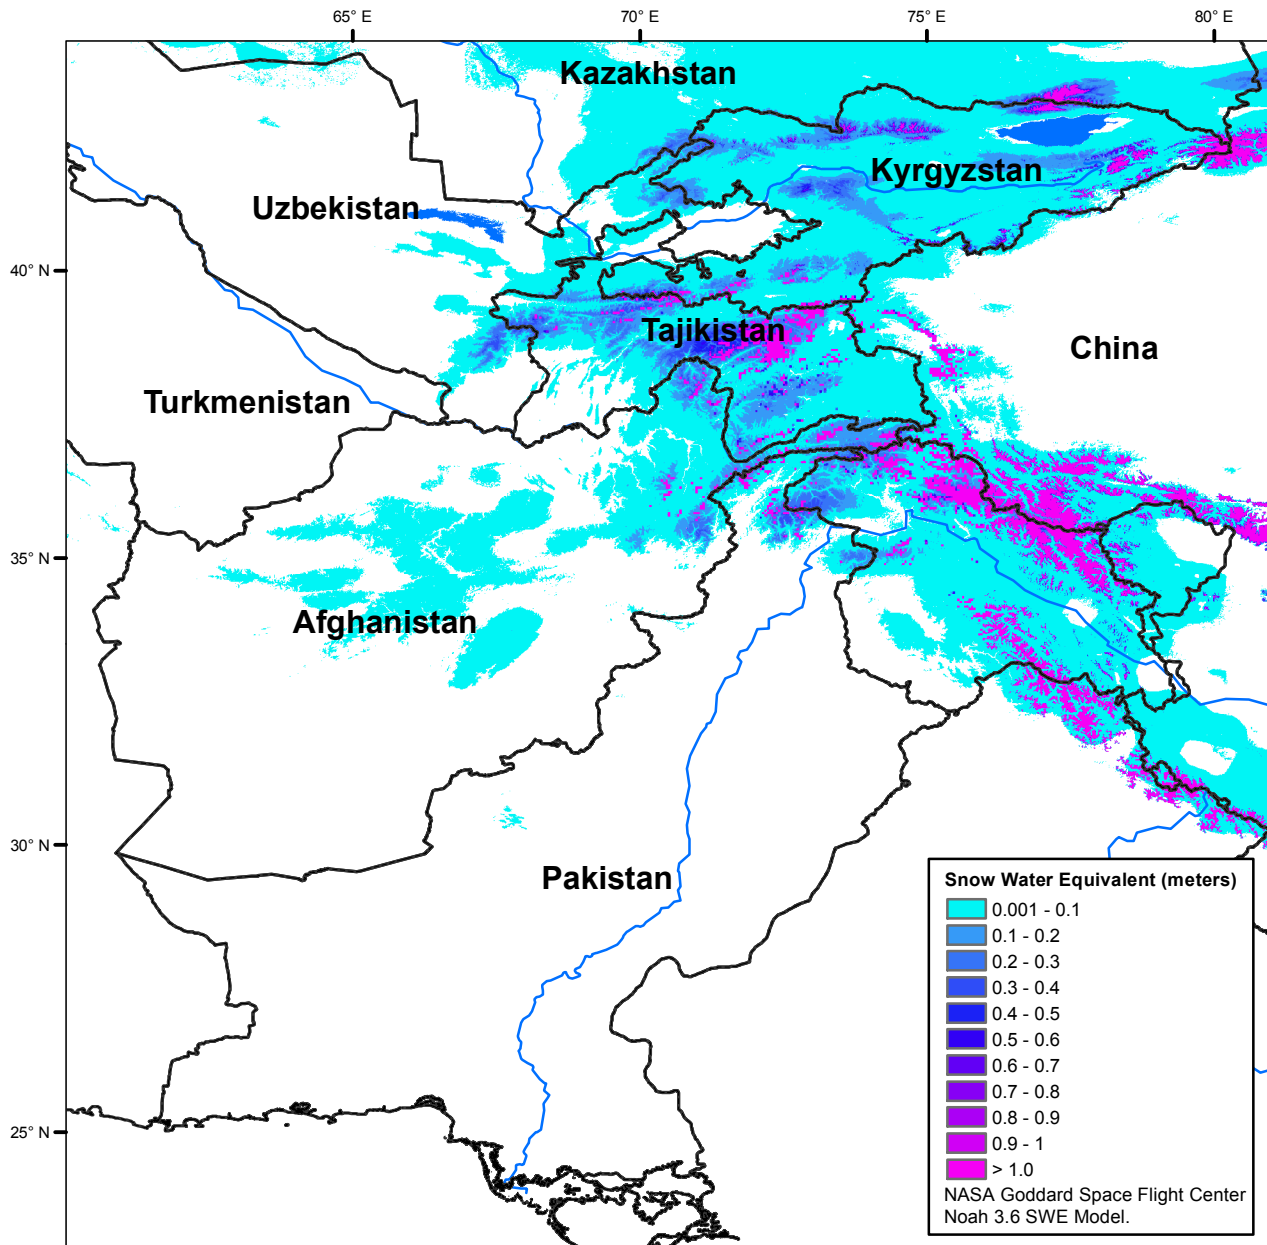 65° E
70° E
75° E
80° E
Kazakhstan
Kyrgyzstan
Uzbekistan
40° N
Tajikistan
China
Turkmenistan
35° N
Afghanistan
30° N
Pakistan
25° N
Snow Water Equivalent (meters)
0.001 - 0.1
0.1 - 0.2
0.2 - 0.3
0.3 - 0.4
0.4 - 0.5
0.5 - 0.6
0.6 - 0.7
0.7 - 0.8
0.8 - 0.9
0.9 - 1
> 1.0
NASA Goddard Space Flight Center
Noah 3.6 SWE Model.